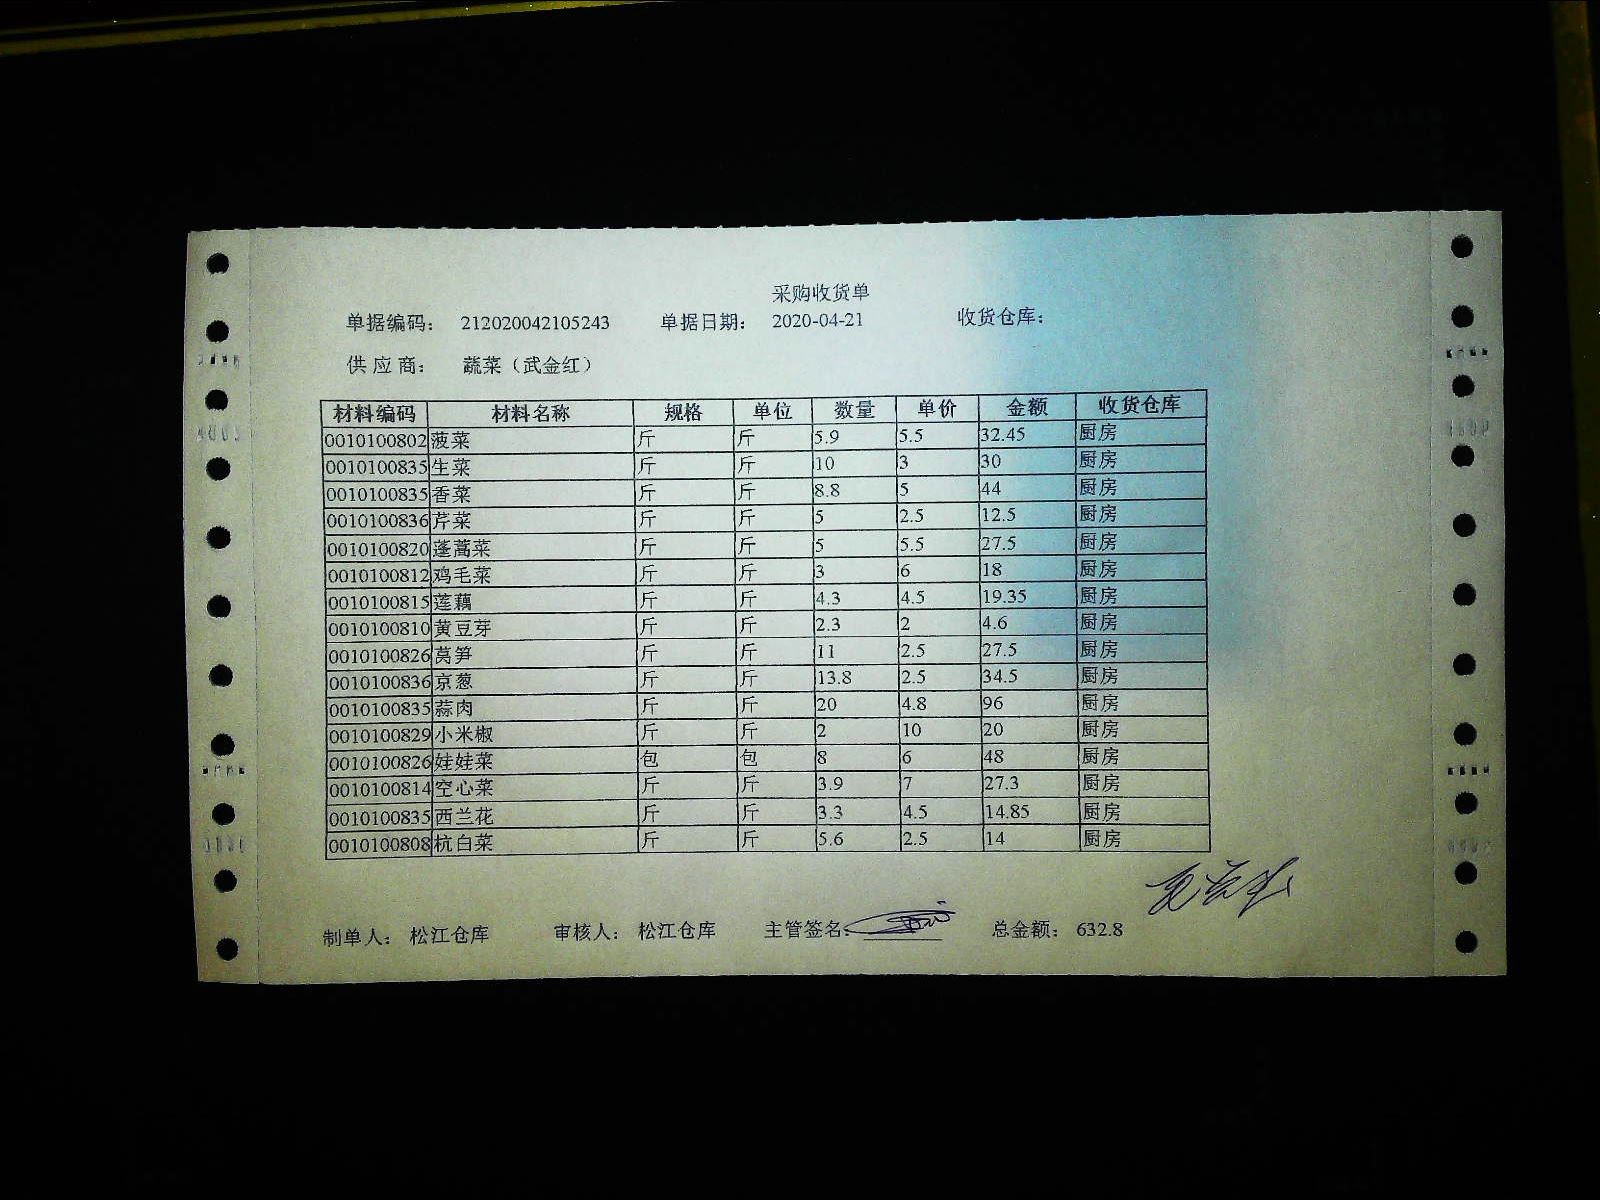 采购收货单
单据编码： 212020042105243 单据日期： 2020-04-21 收货仓库：
供 应 商： 蔬菜（武金红）
材料编码 材料名称 规格 单位 数量 单价 金额 收货仓库
0010100802 菠菜 斤 斤 5.9 5.5 32.45 厨房
0010100835 生菜 斤 斤 10 3 30 厨房
0010100835 香菜 斤 斤 8.8 5 44 厨房
0010100836 芹菜 斤 斤 5 2.5 12.5 厨房
0010100820 蓬蒿菜 斤 斤 5 5.5 27.5 厨房
0010100812 鸡毛菜 斤 斤 3 6 18 厨房
0010100815 莲藕 斤 斤 4.3 4.5 19.35 厨房
0010100810 黄豆芽 斤 斤 2.3 2 4.6 厨房
0010100826 莴笋 斤 斤 11 2.5 27.5 厨房
0010100836 京葱 斤 斤 13.8 2.5 34.5 厨房
0010100835 蒜肉 斤 斤 20 4.8 96 厨房
0010100829 小米椒 斤 斤 2 10 20 厨房
0010100826 娃娃菜 包 包 8 6 48 厨房
0010100814 空心菜 斤 斤 3.9 7 27.3 厨房
0010100835 西兰花 斤 斤 3.3 4.5 14.85 厨房
0010100808 杭白菜 斤 斤 5.6 2.5 14 厨房
制单人： 松江仓库 审核人： 松江仓库 主管签名： 总金额： 632.8